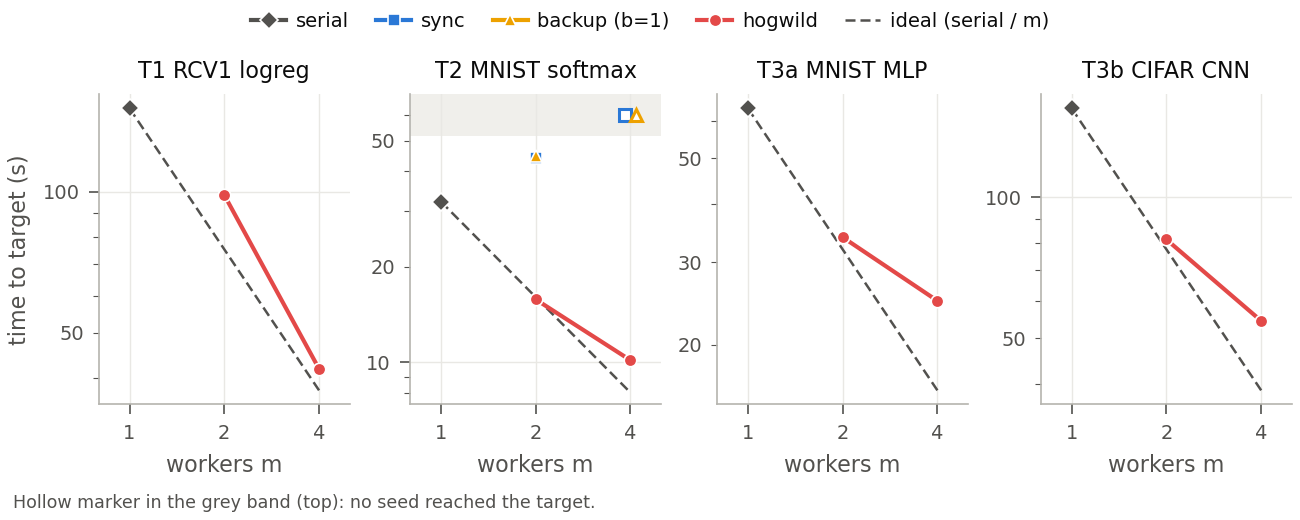 serial sync backup (b=1) hogwild ideal (serial / m)
T1 RCV1 logreg
T2 MNIST softmax
T3a MNIST MLP
T3b CIFAR CNN
time to target (s)
100
50
1 2 4
workers m
50
20
10
1 2 4
workers m
50
30
20
1 2 4
workers m
100
50
1 2 4
workers m
Hollow marker in the grey band (top): no seed reached the target.